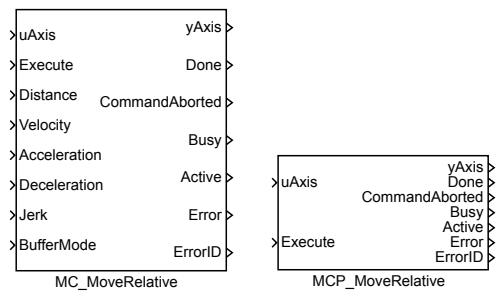 uAxis
Execute
Distance
Velocity
Acceleration
Deceleration
Jerk
BufferMode
yAxis
Done
CommandAborted
Busy
Active
Error
ErrorID
MC_MoveRelative
uAxis
Execute
yAxis
Done
CommandAborted
Busy
Active
Error
ErrorID
MCP_MoveRelative